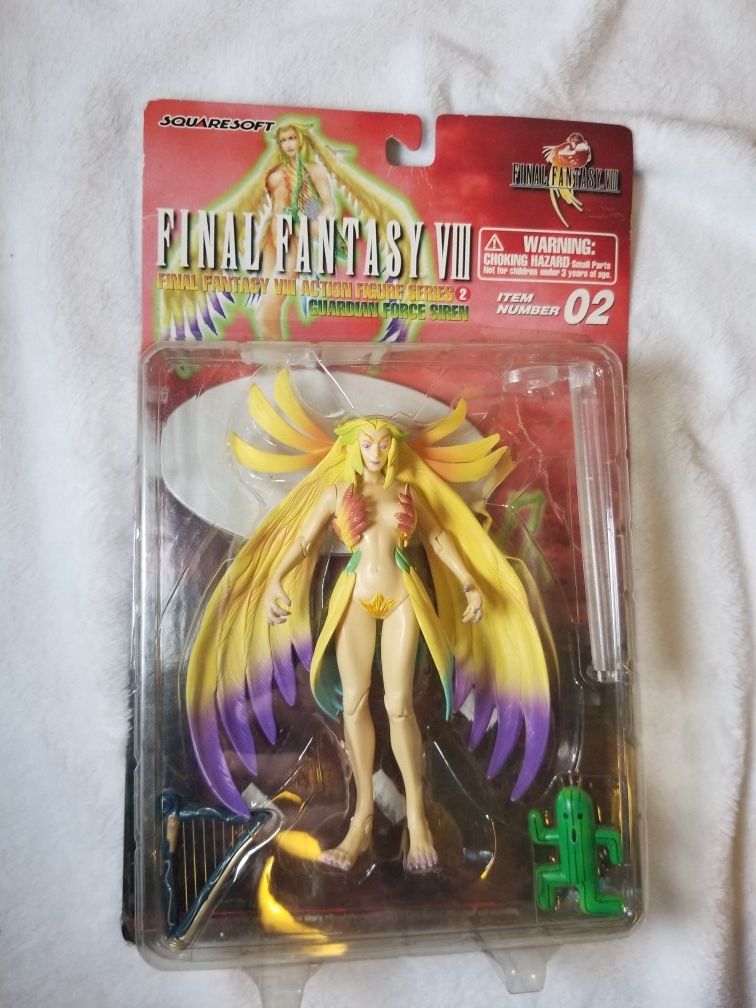 SQUARESOFT
FINAL FANTASY VIII
FINAL FANTASY VIII
WARNING:
CHOKING HAZARD-Small Parts
Not for children under 3 years of age.
FINAL FANTASY VIII ACTION FIGURE SERIES 2
GUARDIAN FORCE SIREN
ITEM NUMBER 02